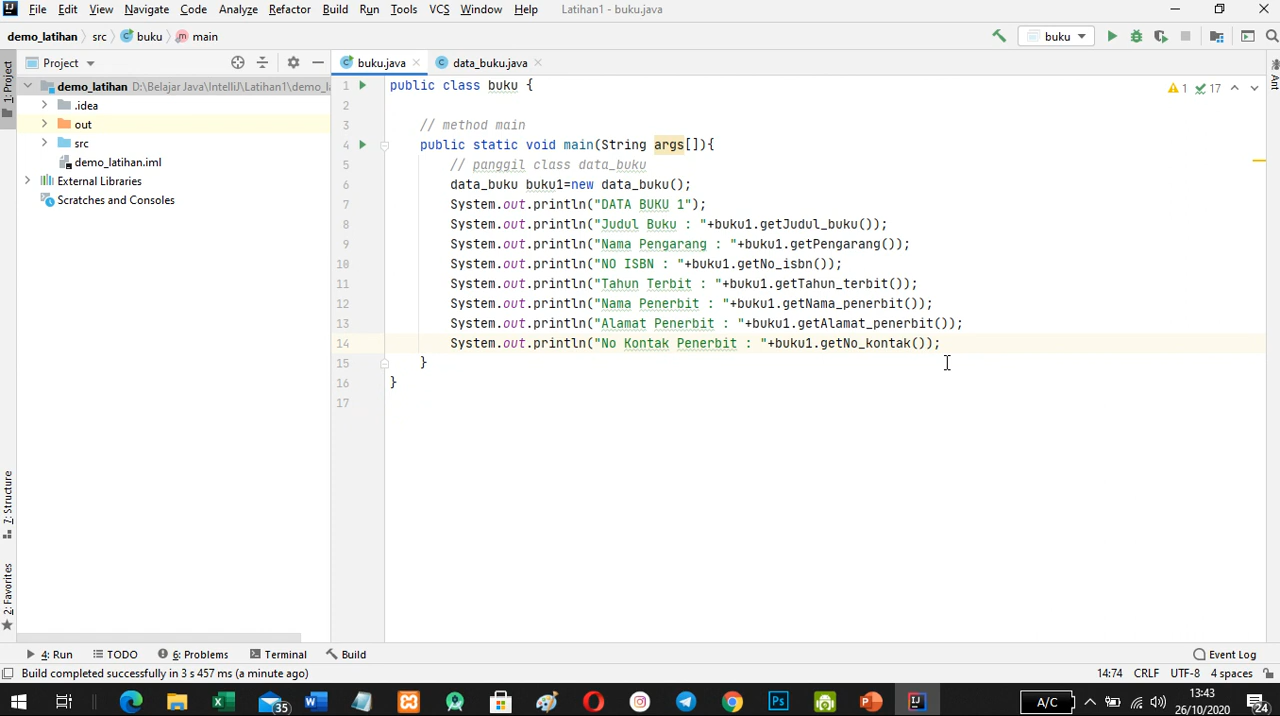 File Edit View Navigate Code Analyze Refactor Build Run Tools VCS Window Help Latihan1 - buku.java
demo_latihan src buku main buku
1: Project
Project
buku.java data_buku.java
Ant
demo_latihan D:\Belajar Java\IntelliJ\Latihan1\demo_l
.idea
out
src
demo_latihan.iml
External Libraries
Scratches and Consoles
1 17
1 public class buku {
2
3 // method main
4 public static void main(String args[]){
5 // panggil class data_buku
6 data_buku buku1=new data_buku();
7 System.out.println("DATA BUKU 1");
8 System.out.println("Judul Buku : "+buku1.getJudul_buku());
9 System.out.println("Nama Pengarang : "+buku1.getPengarang());
10 System.out.println("NO ISBN : "+buku1.getNo_isbn());
11 System.out.println("Tahun Terbit : "+buku1.getTahun_terbit());
12 System.out.println("Nama Penerbit : "+buku1.getNama_penerbit());
13 System.out.println("Alamat Penerbit : "+buku1.getAlamat_penerbit());
14 System.out.println("No Kontak Penerbit : "+buku1.getNo_kontak());
15 }
16 }
17
7: Structure
2: Favorites
4: Run TODO 6: Problems Terminal Build Event Log
Build completed successfully in 3 s 457 ms (a minute ago) 14:74 CRLF UTF-8 4 spaces
35 Ps A/C 13:43
26/10/2020 24